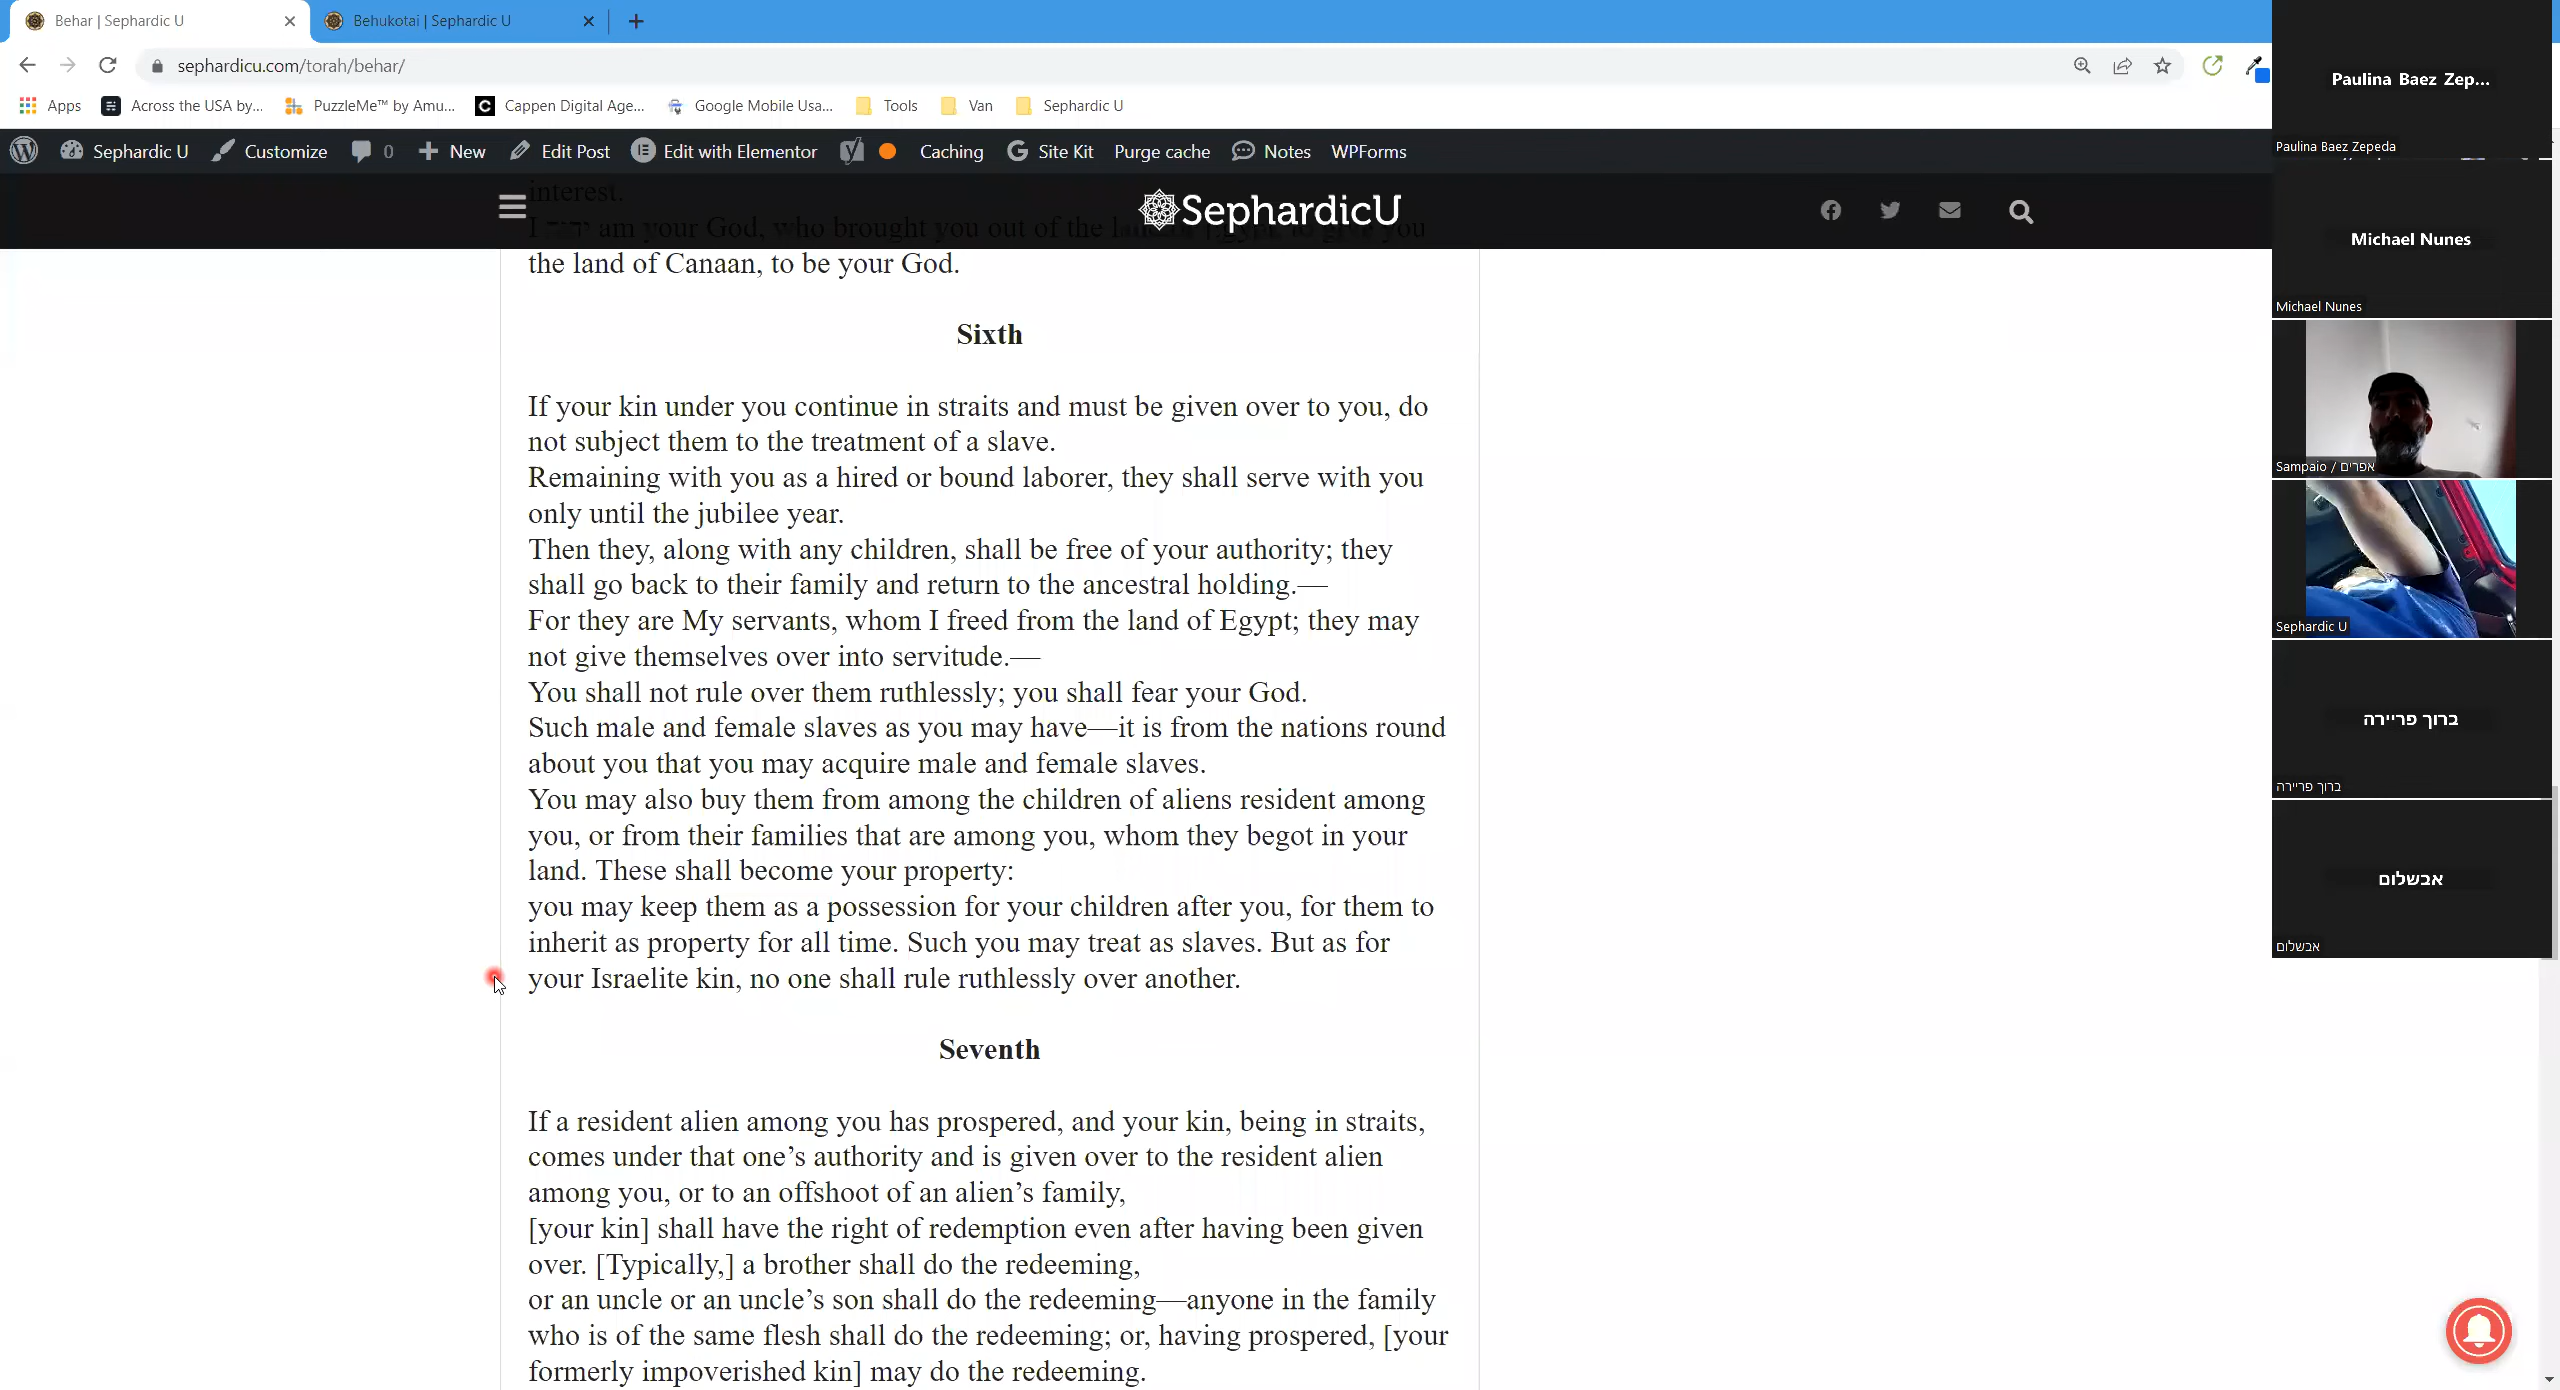 Behar | Sephardic U
Behukotai | Sephardic U
sephardicu.com/torah/behar/
Apps
Across the USA by...
PuzzleMe™ by Amu...
Cappen Digital Age...
Google Mobile Usa...
Tools
Van
Sephardic U
Sephardic U
Customize
0
New
Edit Post
Edit with Elementor
Caching
Site Kit
Purge cache
Notes
WPForms
SephardicU
interest.
I יהוה am your God, who brought you out of the land of Egypt, to give you
the land of Canaan, to be your God.
Sixth
If your kin under you continue in straits and must be given over to you, do
not subject them to the treatment of a slave.
Remaining with you as a hired or bound laborer, they shall serve with you
only until the jubilee year.
Then they, along with any children, shall be free of your authority; they
shall go back to their family and return to the ancestral holding.—
For they are My servants, whom I freed from the land of Egypt; they may
not give themselves over into servitude.—
You shall not rule over them ruthlessly; you shall fear your God.
Such male and female slaves as you may have—it is from the nations round
about you that you may acquire male and female slaves.
You may also buy them from among the children of aliens resident among
you, or from their families that are among you, whom they begot in your
land. These shall become your property:
you may keep them as a possession for your children after you, for them to
inherit as property for all time. Such you may treat as slaves. But as for
your Israelite kin, no one shall rule ruthlessly over another.
Seventh
If a resident alien among you has prospered, and your kin, being in straits,
comes under that one’s authority and is given over to the resident alien
among you, or to an offshoot of an alien’s family,
[your kin] shall have the right of redemption even after having been given
over. [Typically,] a brother shall do the redeeming,
or an uncle or an uncle’s son shall do the redeeming—anyone in the family
who is of the same flesh shall do the redeeming; or, having prospered, [your
formerly impoverished kin] may do the redeeming.
Paulina Baez Zep...
Paulina Baez Zepeda
Michael Nunes
Michael Nunes
Sampaio / אפרים
Sephardic U
ברוך פריירה
ברוך פריירה
אבשלום
אבשלום